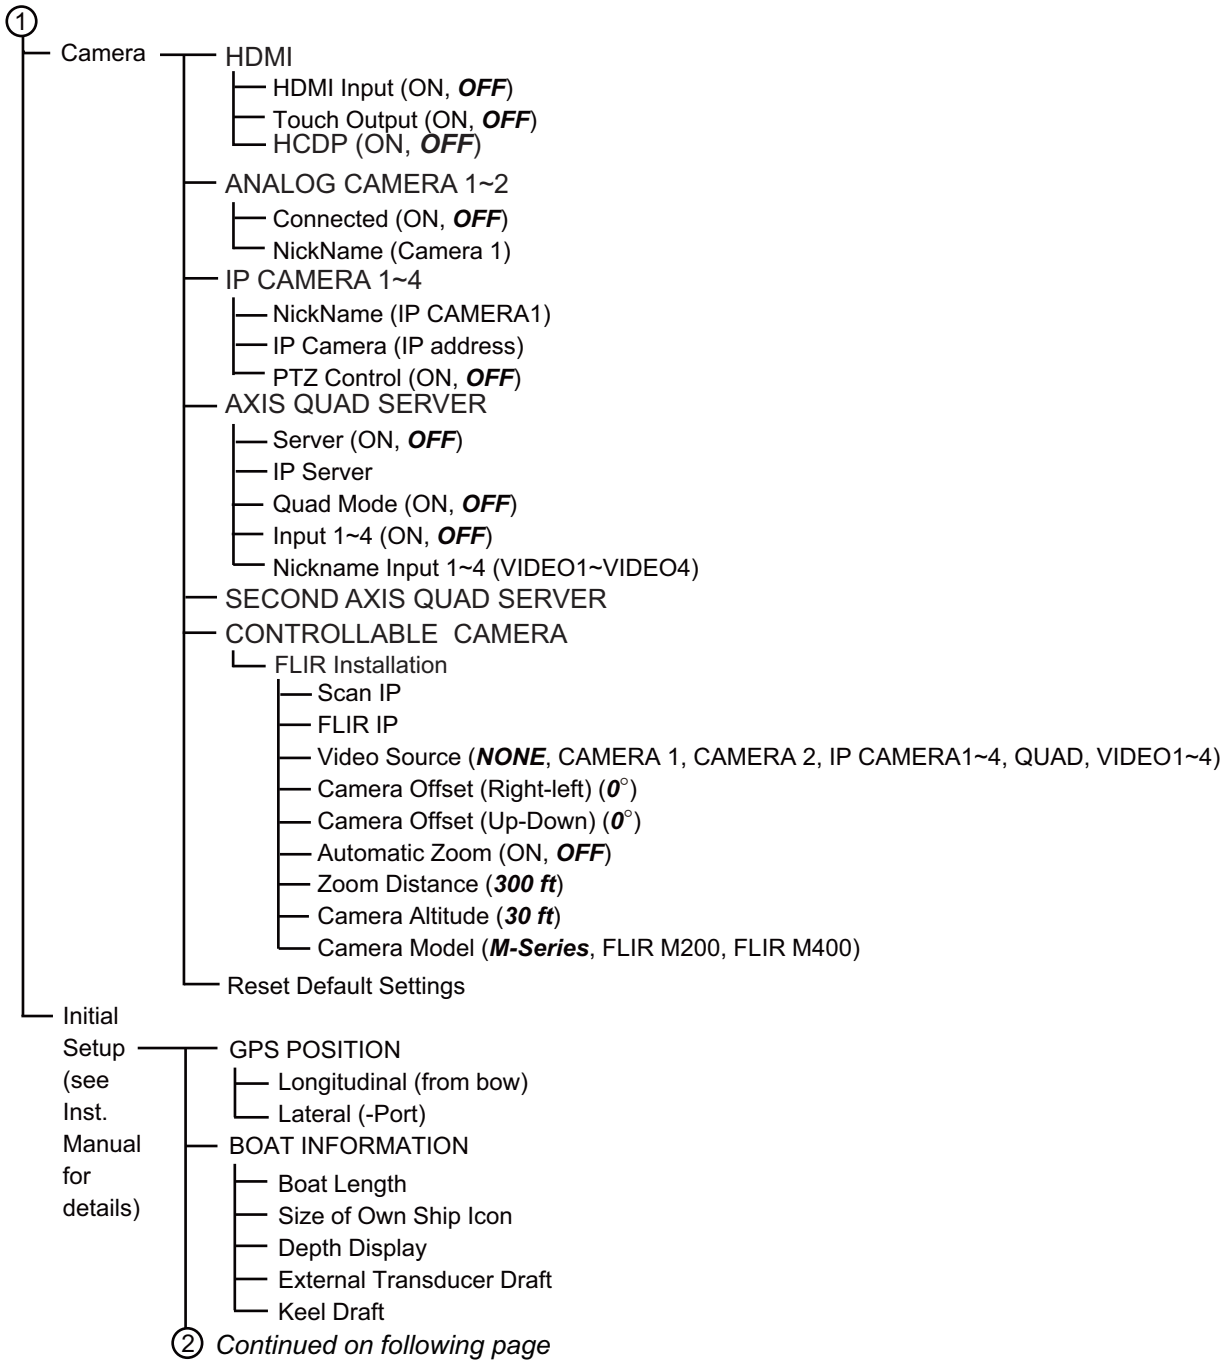 1
Camera
HDMI
HDMI Input (ON, OFF)
Touch Output (ON, OFF)
HCDP (ON, OFF)
ANALOG CAMERA 1~2
Connected (ON, OFF)
NickName (Camera 1)
IP CAMERA 1~4
NickName (IP CAMERA1)
IP Camera (IP address)
PTZ Control (ON, OFF)
AXIS QUAD SERVER
Server (ON, OFF)
IP Server
Quad Mode (ON, OFF)
Input 1~4 (ON, OFF)
Nickname Input 1~4 (VIDEO1~VIDEO4)
SECOND AXIS QUAD SERVER
CONTROLLABLE CAMERA
FLIR Installation
Scan IP
FLIR IP
Video Source (NONE, CAMERA 1, CAMERA 2, IP CAMERA1~4, QUAD, VIDEO1~4)
Camera Offset (Right-left) (0°)
Camera Offset (Up-Down) (0°)
Automatic Zoom (ON, OFF)
Zoom Distance (300 ft)
Camera Altitude (30 ft)
Camera Model (M-Series, FLIR M200, FLIR M400)
Reset Default Settings
Initial
Setup
(see
Inst.
Manual
for
details)
GPS POSITION
Longitudinal (from bow)
Lateral (-Port)
BOAT INFORMATION
Boat Length
Size of Own Ship Icon
Depth Display
External Transducer Draft
Keel Draft
2 Continued on following page